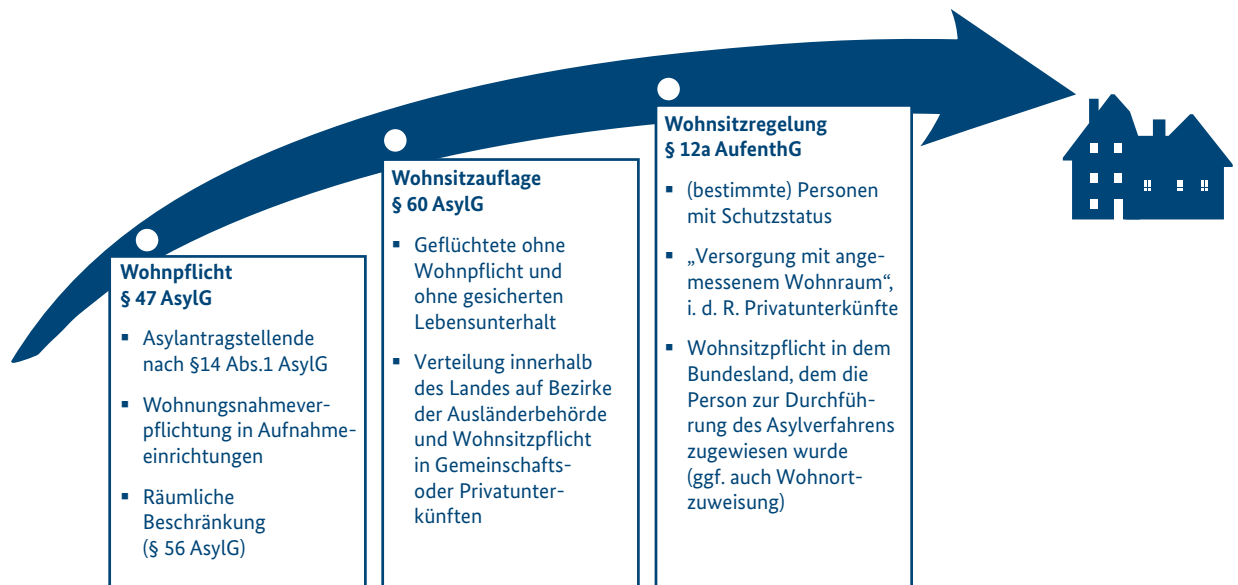 Wohnpflicht
§ 47 AsylG
▪ Asylantragstellende
nach §14 Abs.1 AsylG
▪ Wohnungsnahmever-
pflichtung in Aufnahme-
einrichtungen
▪ Räumliche
Beschränkung
(§ 56 AsylG)
Wohnsitzauflage
§ 60 AsylG
▪ Geflüchtete ohne
Wohnpflicht und
ohne gesicherten
Lebensunterhalt
▪ Verteilung innerhalb
des Landes auf Bezirke
der Ausländerbehörde
und Wohnsitzpflicht
in Gemeinschafts-
oder Privatunter-
künften
Wohnsitzregelung
§ 12a AufenthG
▪ (bestimmte) Personen
mit Schutzstatus
▪ „Versorgung mit ange-
messenem Wohnraum“,
i. d. R. Privatunterkünfte
▪ Wohnsitzpflicht in dem
Bundesland, dem die
Person zur Durchfüh-
rung des Asylverfahrens
zugewiesen wurde
(ggf. auch Wohnort-
zuweisung)